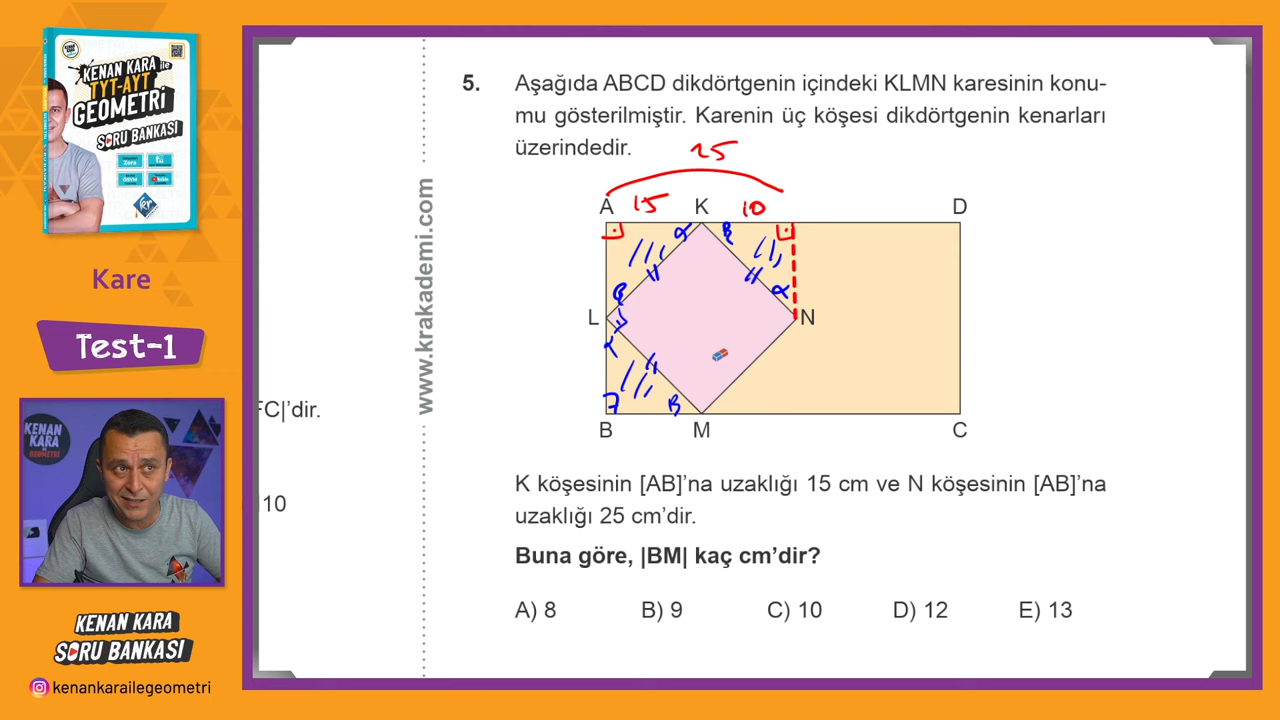 KENAN KARA ile
TYT-AYT
GEOMETRİ
SORU BANKASI
Kare
Test-1
KENAN
KARA
GEOMETRİ
KENAN KARA
SORU BANKASI
kenankarailegeometri
FC|'dir.
10
www.krakademi.com
5. Aşağıda ABCD dikdörtgenin içindeki KLMN karesinin konu-
mu gösterilmiştir. Karenin üç köşesi dikdörtgenin kenarları
üzerindedir.
25
A 15 K 10 D
α β
β α
L N
α
β
B M C
K köşesinin [AB]'na uzaklığı 15 cm ve N köşesinin [AB]'na
uzaklığı 25 cm'dir.
Buna göre, |BM| kaç cm'dir?
A) 8 B) 9 C) 10 D) 12 E) 13